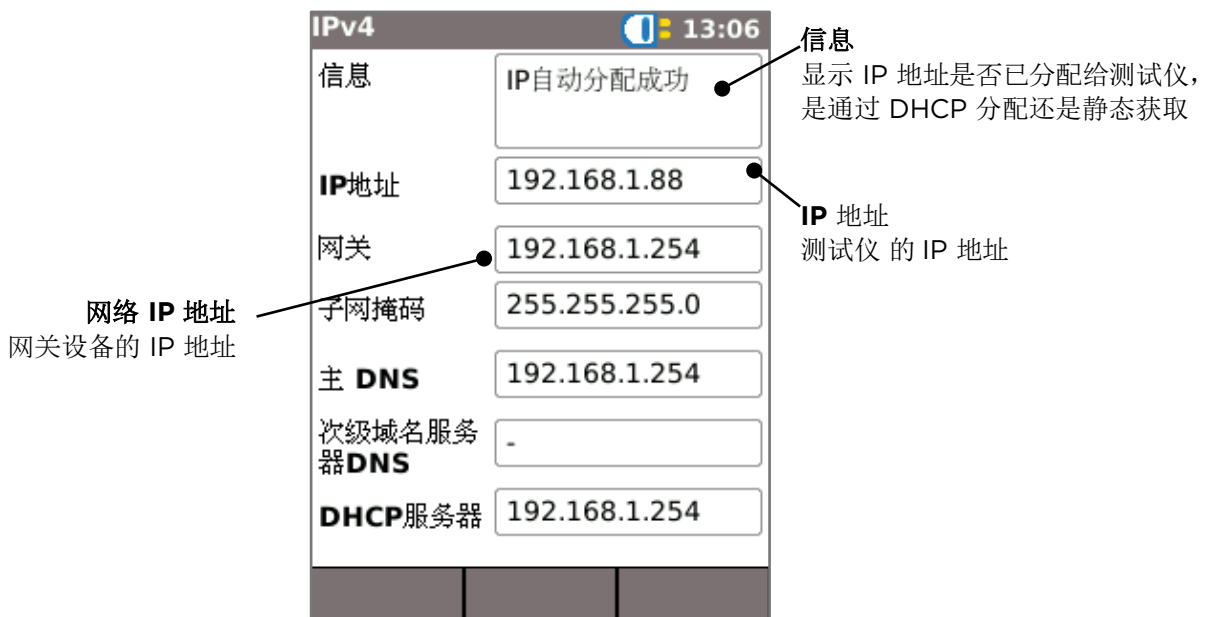 IPv4 13:06
信息
IP自动分配成功
IP地址
192.168.1.88
网关
192.168.1.254
子网掩码
255.255.255.0
主 DNS
192.168.1.254
次级域名服务
器DNS
-
DHCP服务器
192.168.1.254
信息
显示 IP 地址是否已分配给测试仪，
是通过 DHCP 分配还是静态获取
IP 地址
测试仪 的 IP 地址
网络 IP 地址
网关设备的 IP 地址